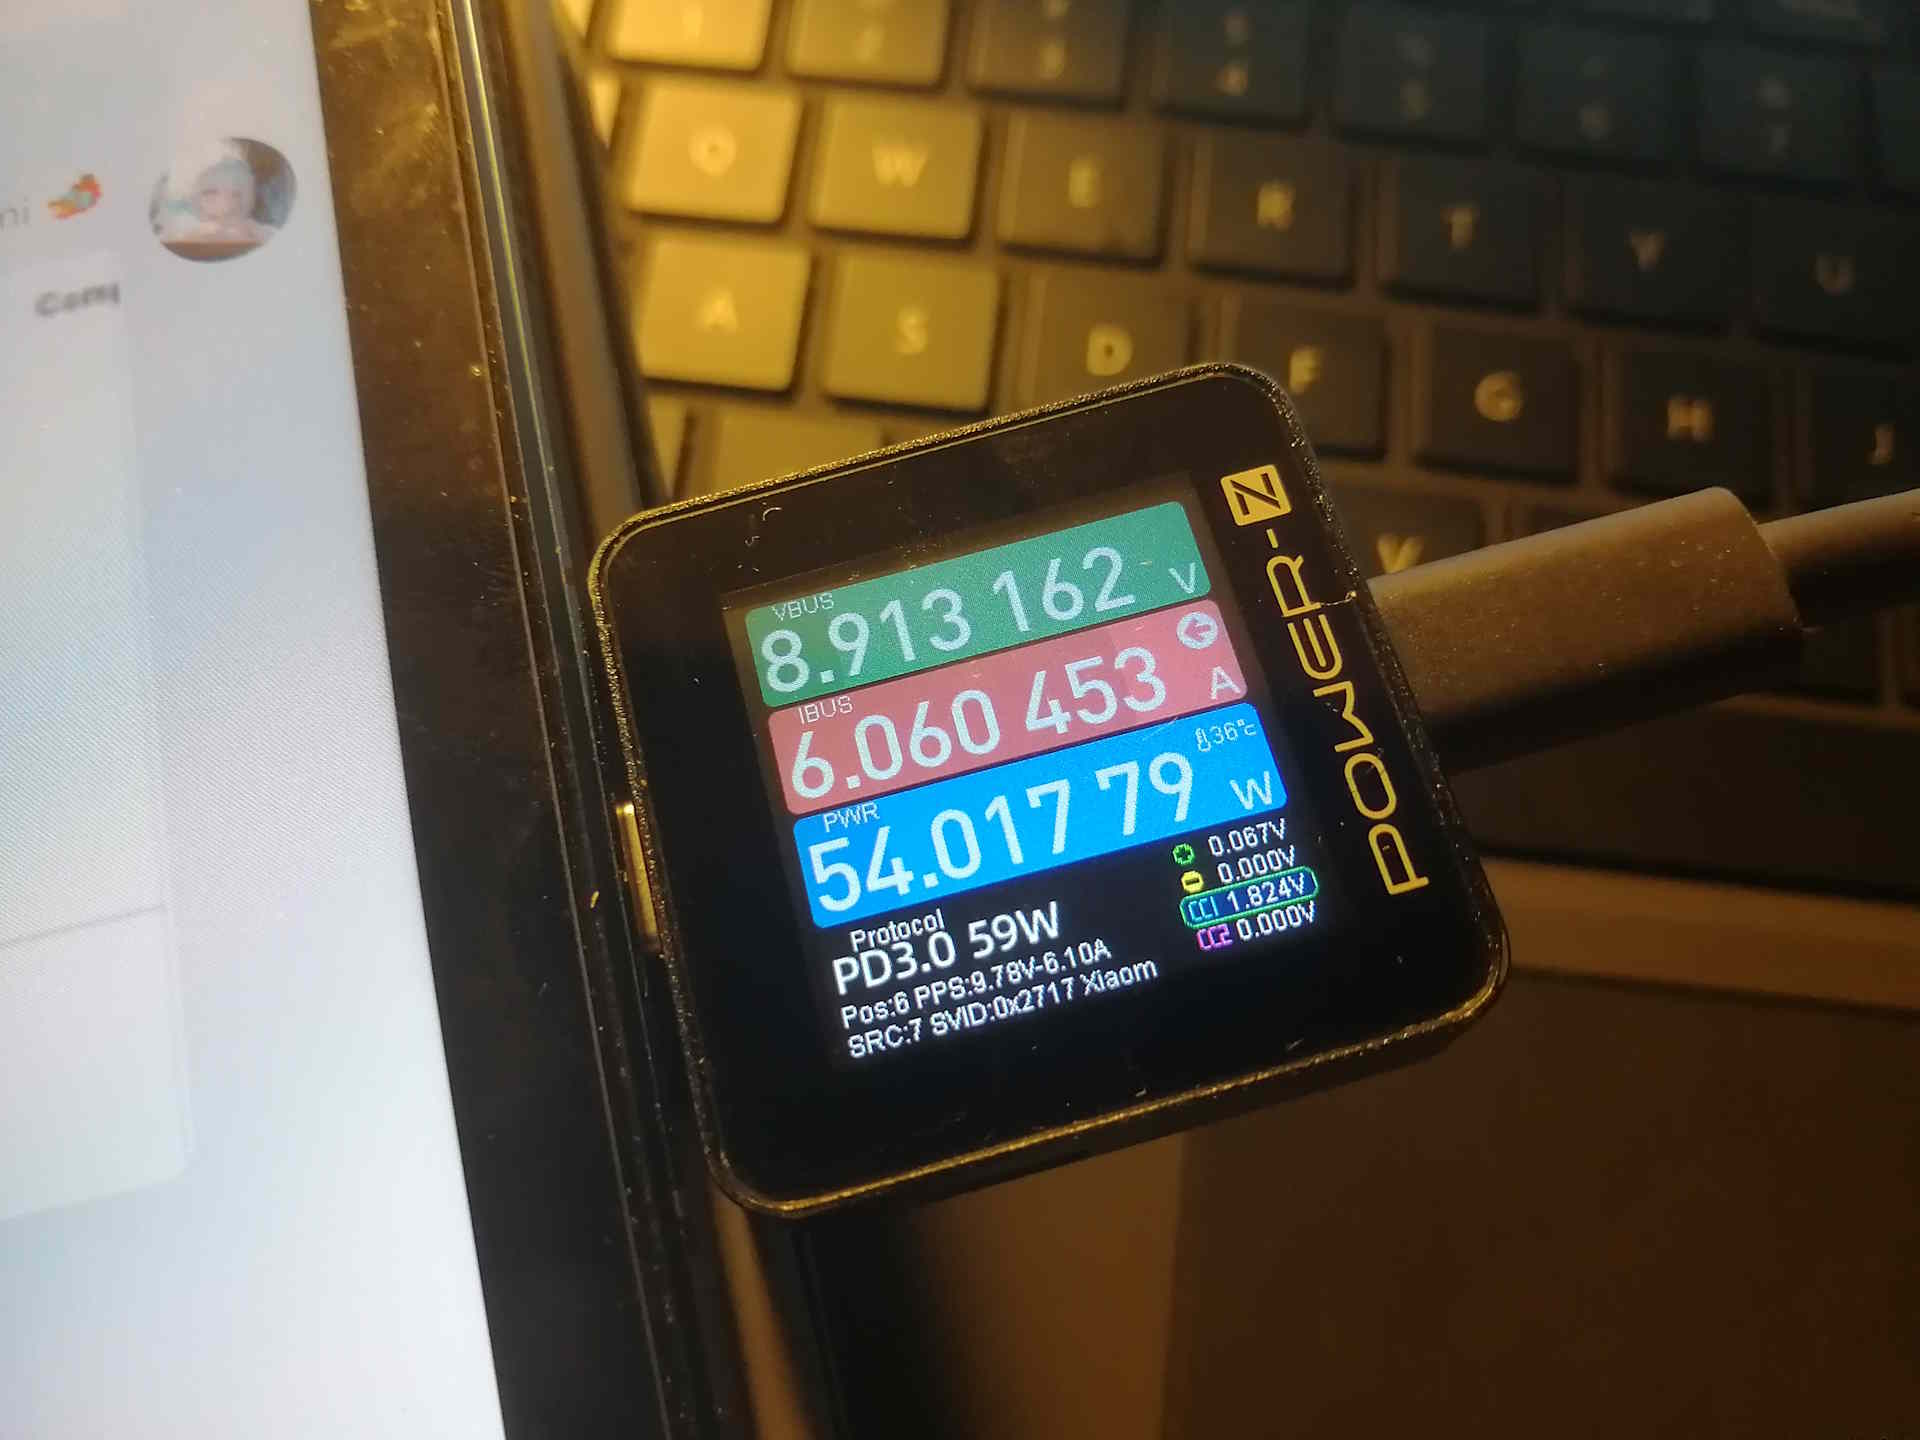 ni
Q W E R T Y U
A S D F G H J
V
POWER-Z
VBUS
8.913 162 V
IBUS
6.060 453 A
PWR
36°C
54.017 79 W
0.067V
0.000V
CC1 1.824V
CC2 0.000V
Protocol
PD3.0 59W
Pos:6 PPS:9.78V-6.10A
SRC:7 SVID:0x2717 Xiaom